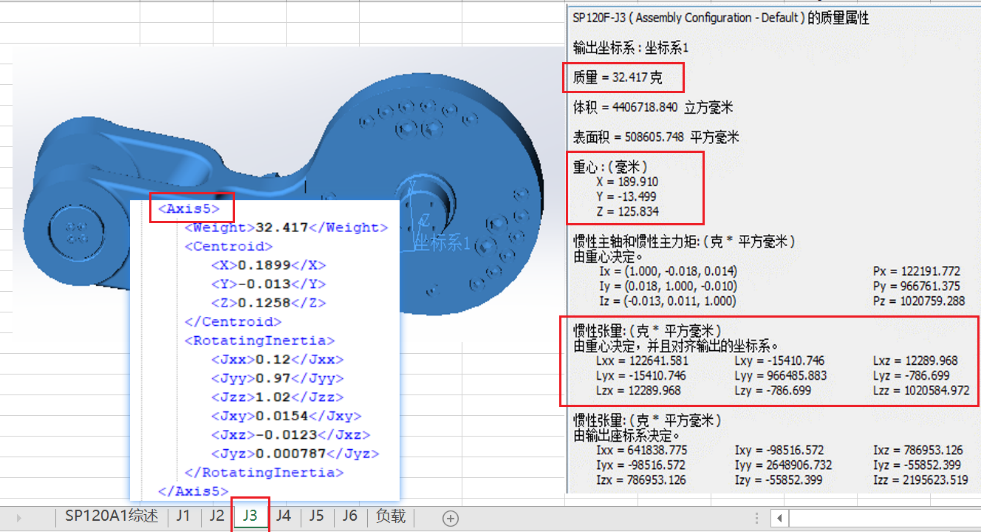 SP120F-J3 ( Assembly Configuration - Default ) 的质量属性
输出坐标系 : 坐标系1
质量 = 32.417 克
体积 = 4406718.840 立方毫米
表面积 = 508605.748 平方毫米
重心 : ( 毫米 )
X = 189.910
Y = -13.499
Z = 125.834
惯性主轴和惯性主力矩: ( 克 * 平方毫米 )
由重心决定。
Ix = (1.000, -0.018, 0.014) Px = 122191.772
Iy = (0.018, 1.000, -0.010) Py = 966761.375
Iz = (-0.013, 0.011, 1.000) Pz = 1020759.288
惯性张量: ( 克 * 平方毫米 )
由重心决定，并且对齐输出的坐标系。
Lxx = 122641.581 Lxy = -15410.746 Lxz = 12289.968
Lyx = -15410.746 Lyy = 966485.883 Lyz = -786.699
Lzx = 12289.968 Lzy = -786.699 Lzz = 1020584.972
惯性张量: ( 克 * 平方毫米 )
由输出座标系决定。
Ixx = 641838.775 Ixy = -98516.572 Ixz = 786953.126
Iyx = -98516.572 Iyy = 2648906.732 Iyz = -55852.399
Izx = 786953.126 Izy = -55852.399 Izz = 2195623.519
<Axis5>
<Weight>32.417</Weight>
<Centroid>
<X>0.1899</X>
<Y>-0.013</Y>
<Z>0.1258</Z>
</Centroid>
<RotatingInertia>
<Jxx>0.12</Jxx>
<Jyy>0.97</Jyy>
<Jzz>1.02</Jzz>
<Jxy>0.0154</Jxy>
<Jxz>-0.0123</Jxz>
<Jyz>0.000787</Jyz>
</RotatingInertia>
</Axis5>
Z
坐标系1
SP120A1综述 J1 J2 J3 J4 J5 J6 负载